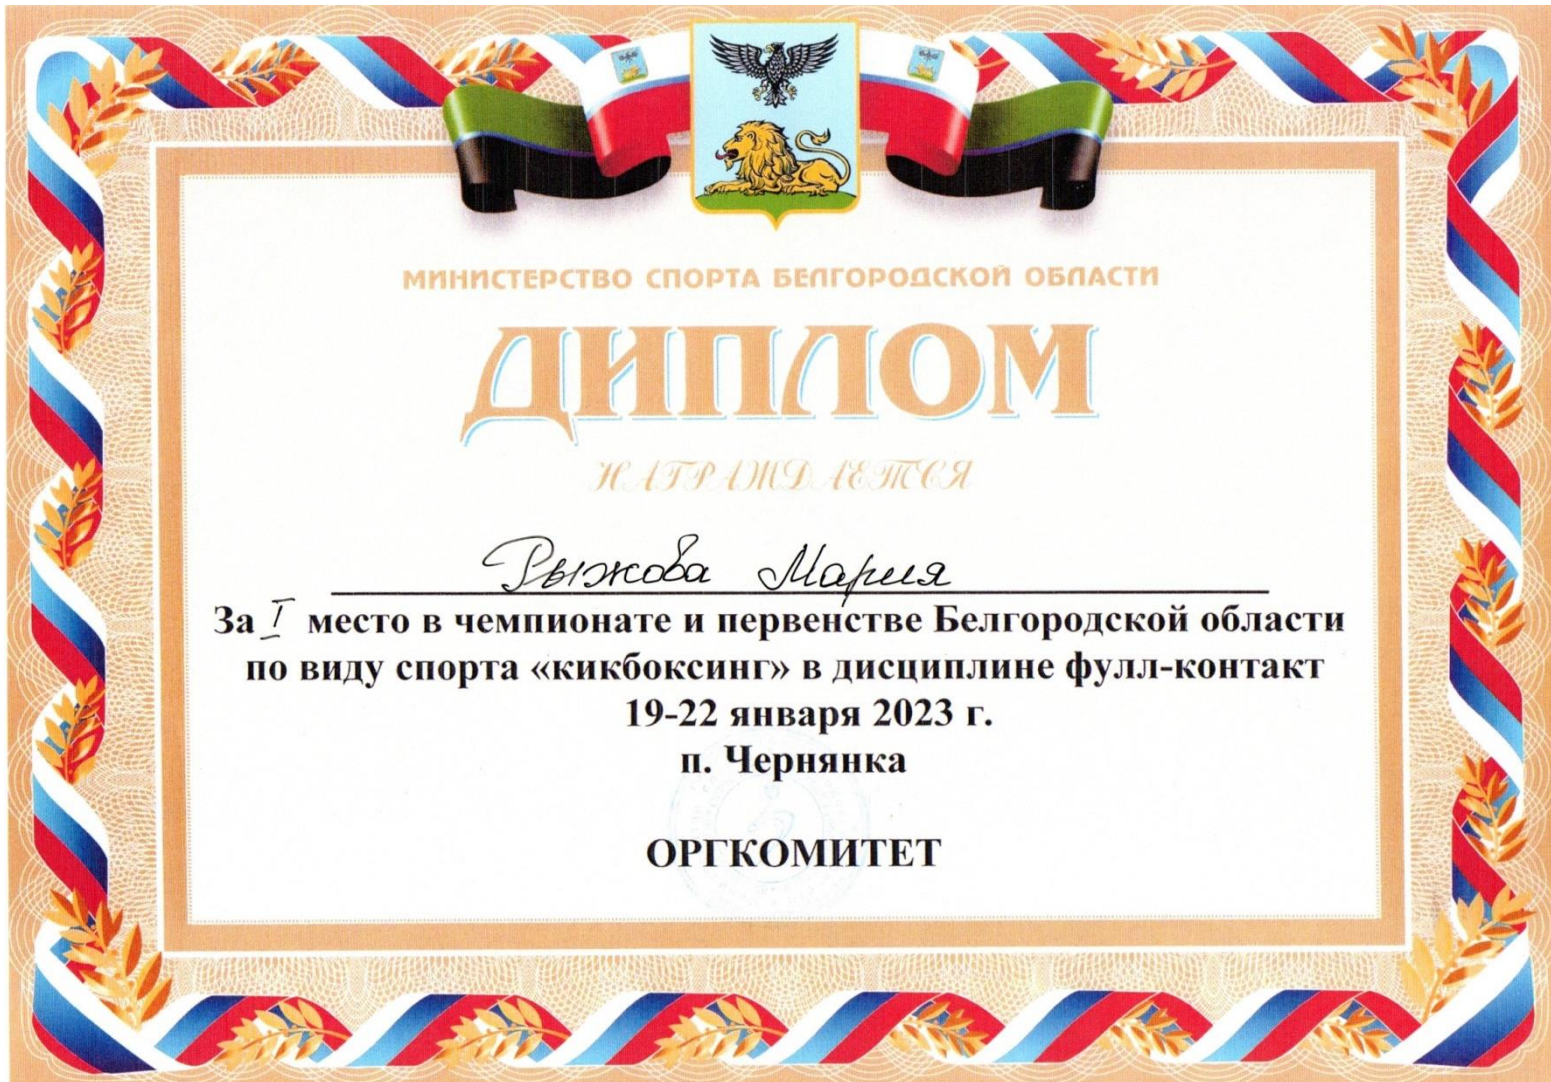 МИНИСТЕРСТВО СПОРТА БЕЛГОРОДСКОЙ ОБЛАСТИ
ДИПЛОМ
НАГРАЖДАЕТСЯ
Рыжова Мария
За I место в чемпионате и первенстве Белгородской области
по виду спорта «кикбоксинг» в дисциплине фулл-контакт
19-22 января 2023 г.
п. Чернянка
ОРГКОМИТЕТ